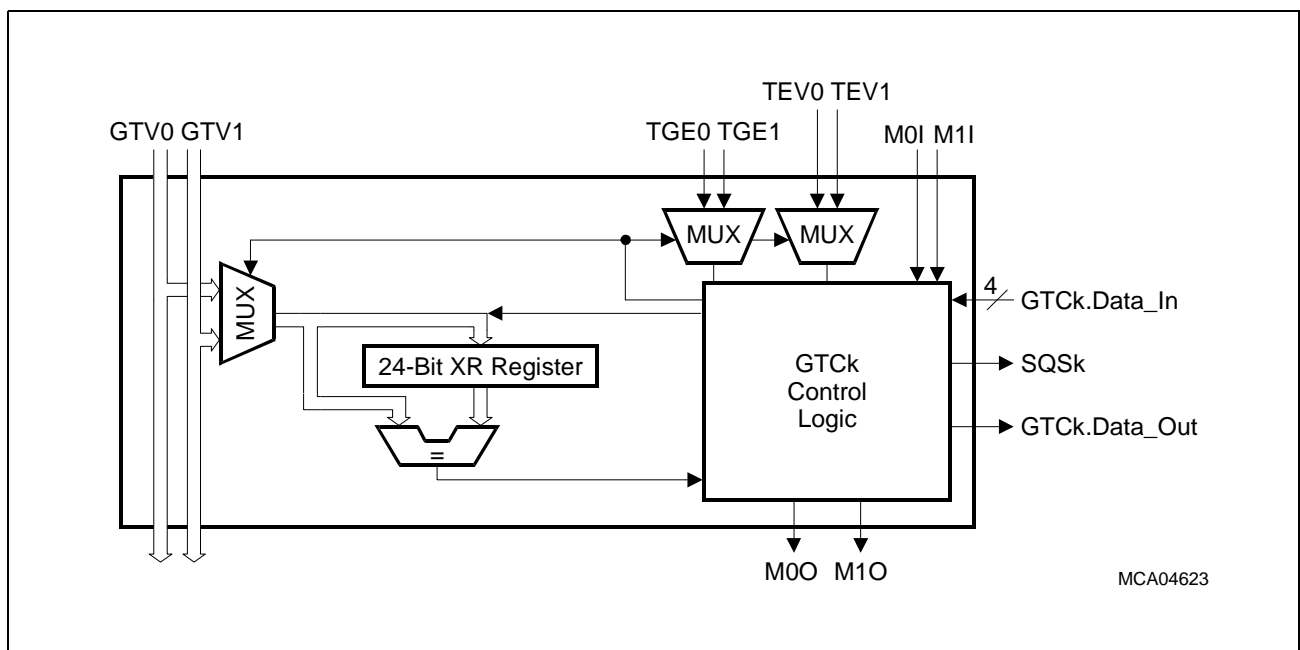 TEV0 TEV1
GTV0 GTV1
TGE0 TGE1
M0I M1I
MUX
MUX
MUX
4
GTCk.Data_In
24-Bit XR Register
GTCk
Control
Logic
SQSk
GTCk.Data_Out
=
M0O M1O
MCA04623